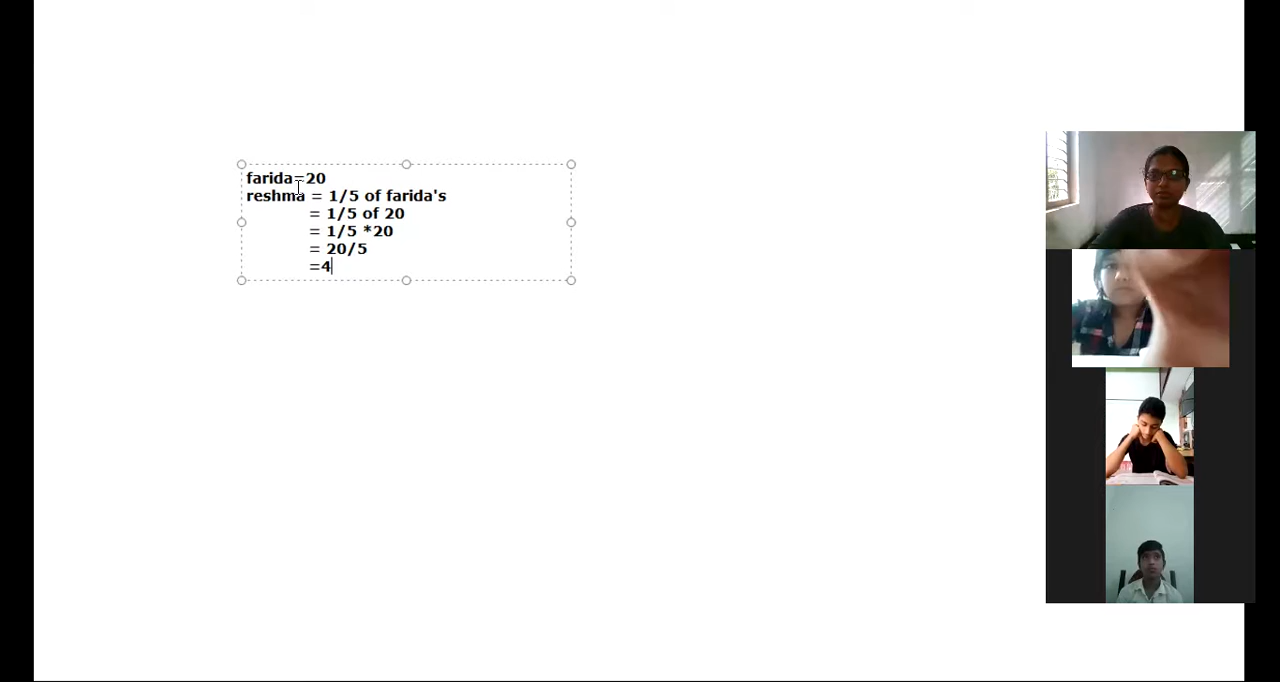 farida=20
reshma = 1/5 of farida's
= 1/5 of 20
= 1/5 *20
= 20/5
=4